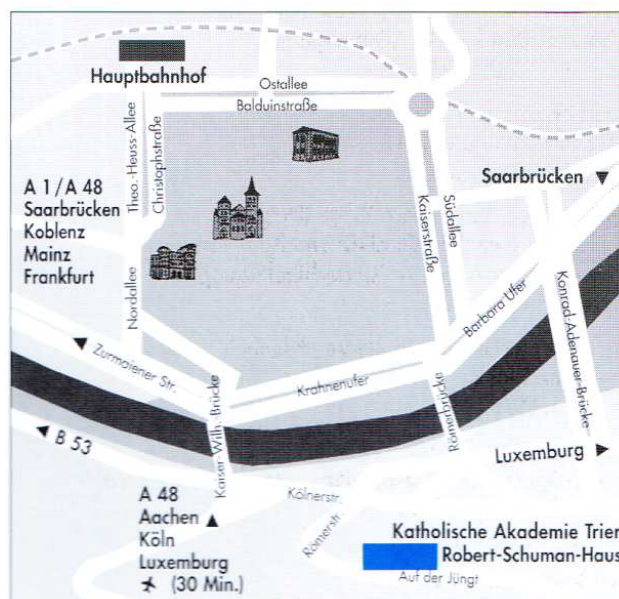 Hauptbahnhof
Ostallee
Balduinstraße
Theo.-Heuss-Allee
Christophstraße
Saarbrücken
A 1/A 48
Saarbrücken
Koblenz
Mainz
Frankfurt
Kaiserstraße
Südallee
Nordallee
Barbara Ufer
Konrad-Adenauer-Brücke
Zurmaiener Str.
Krahnenufer
Kaiser-Wilh.-Brücke
Römerbrücke
B 53
Luxemburg
A 48
Aachen
Köln
Luxemburg
(30 Min.)
Kölnerstr.
Römerstr.
Katholische Akademie Trier
Robert-Schuman-Haus
Auf der Jüngt